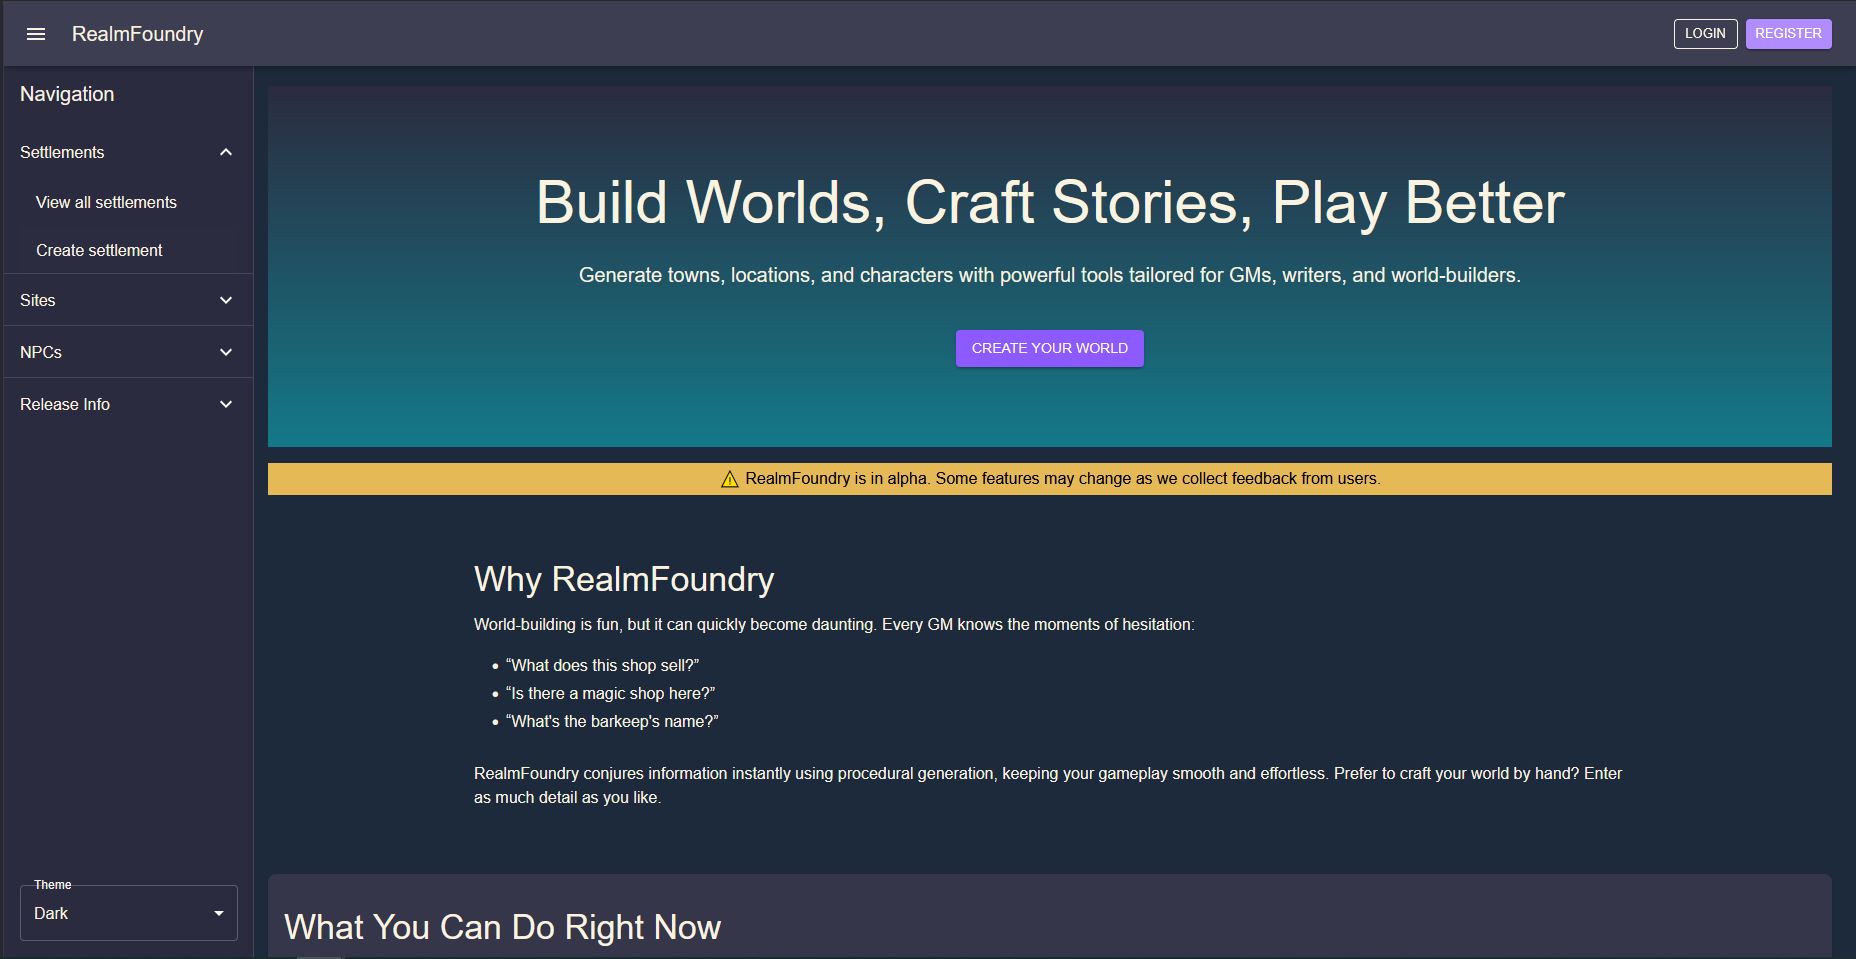 RealmFoundry
LOGIN
REGISTER
Navigation
Settlements
View all settlements
Create settlement
Sites
NPCs
Release Info
Theme
Dark
Build Worlds, Craft Stories, Play Better
Generate towns, locations, and characters with powerful tools tailored for GMs, writers, and world-builders.
CREATE YOUR WORLD
⚠ RealmFoundry is in alpha. Some features may change as we collect feedback from users.
Why RealmFoundry
World-building is fun, but it can quickly become daunting. Every GM knows the moments of hesitation:
• “What does this shop sell?”
• “Is there a magic shop here?”
• “What's the barkeep's name?”
RealmFoundry conjures information instantly using procedural generation, keeping your gameplay smooth and effortless. Prefer to craft your world by hand? Enter
as much detail as you like.
What You Can Do Right Now